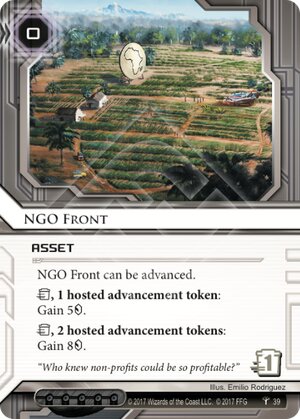 0
NGO Front
ASSET
NGO Front can be advanced.
, 1 hosted advancement token:
Gain 5.
, 2 hosted advancement tokens:
Gain 8.
"Who knew non-profits could be so profitable?"
1
Illus. Emilio Rodriguez
© 2017 Wizards of the Coast LLC. © 2017 FFG
39